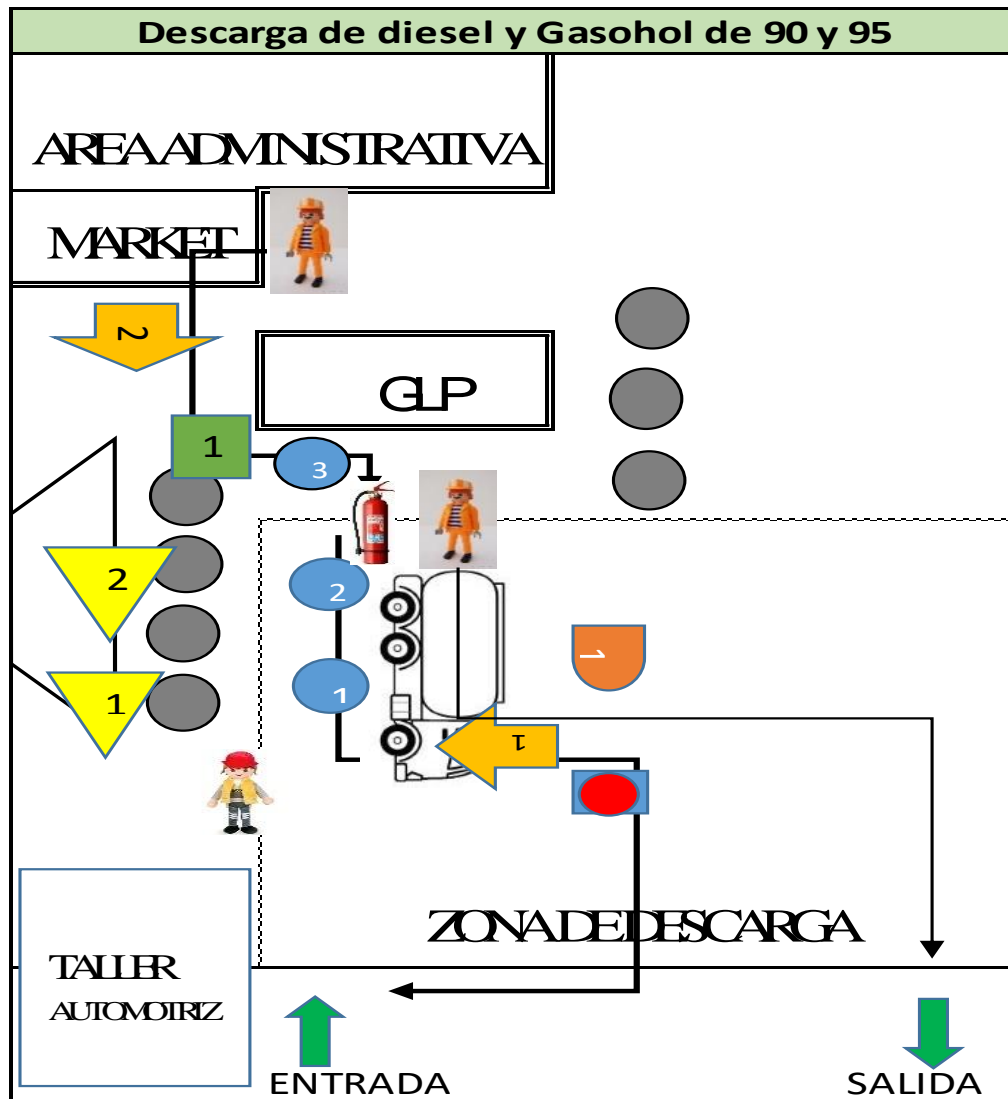 Descarga de diesel y Gasohol de 90 y 95
AREA ADMINISTRATIVA
MARKET
2
GLP
1
3
2
2
1
1
1
1
ZONA DE DESCARGA
TALLER
AUTOMOTRIZ
ENTRADA
SALIDA